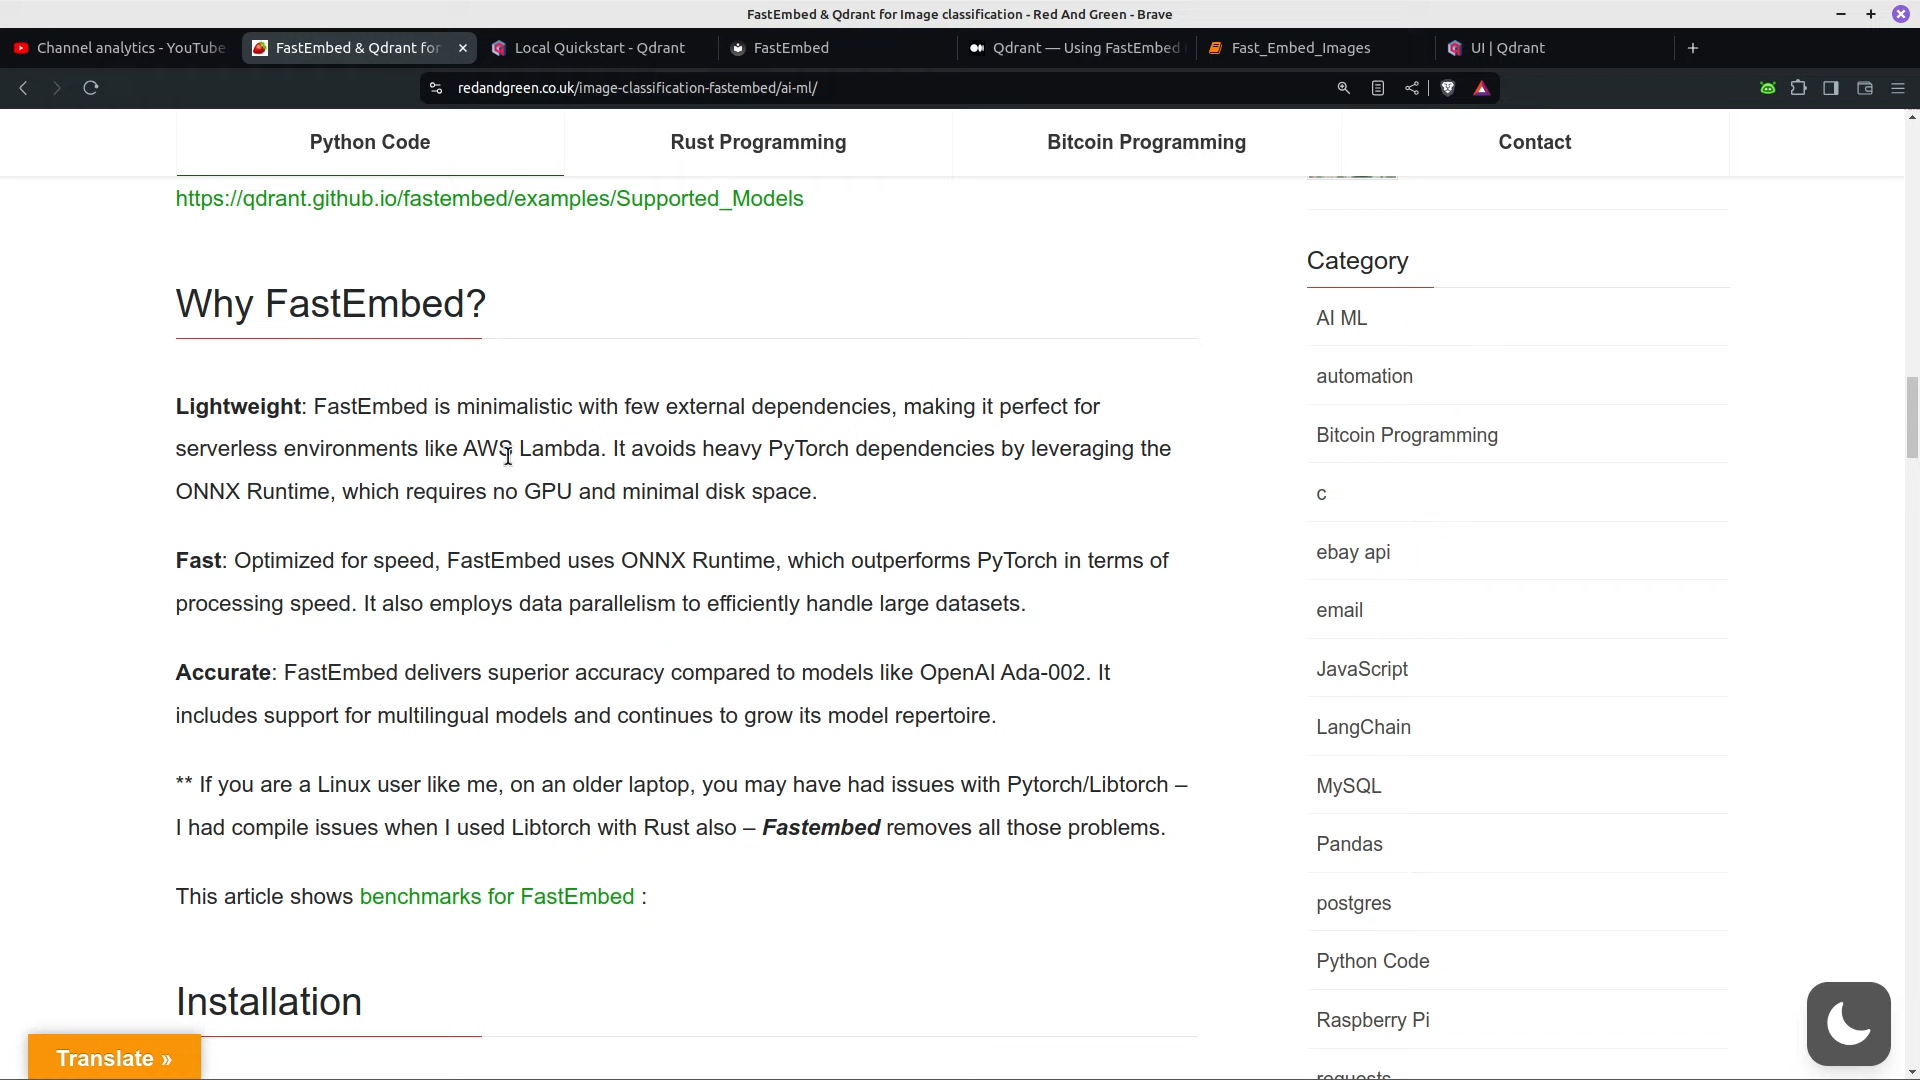 FastEmbed & Qdrant for Image classification - Red And Green - Brave
Channel analytics - YouTube
FastEmbed & Qdrant for
Local Quickstart - Qdrant
FastEmbed
Qdrant — Using FastEmbed
Fast_Embed_Images
UI | Qdrant
redandgreen.co.uk/image-classification-fastembed/ai-ml/
Python Code
Rust Programming
Bitcoin Programming
Contact
https://qdrant.github.io/fastembed/examples/Supported_Models
Why FastEmbed?
Lightweight: FastEmbed is minimalistic with few external dependencies, making it perfect for
serverless environments like AWS Lambda. It avoids heavy PyTorch dependencies by leveraging the
ONNX Runtime, which requires no GPU and minimal disk space.
Fast: Optimized for speed, FastEmbed uses ONNX Runtime, which outperforms PyTorch in terms of
processing speed. It also employs data parallelism to efficiently handle large datasets.
Accurate: FastEmbed delivers superior accuracy compared to models like OpenAI Ada-002. It
includes support for multilingual models and continues to grow its model repertoire.
** If you are a Linux user like me, on an older laptop, you may have had issues with Pytorch/Libtorch –
I had compile issues when I used Libtorch with Rust also – Fastembed removes all those problems.
This article shows benchmarks for FastEmbed :
Installation
Translate »
Category
AI ML
automation
Bitcoin Programming
c
ebay api
email
JavaScript
LangChain
MySQL
Pandas
postgres
Python Code
Raspberry Pi
requests